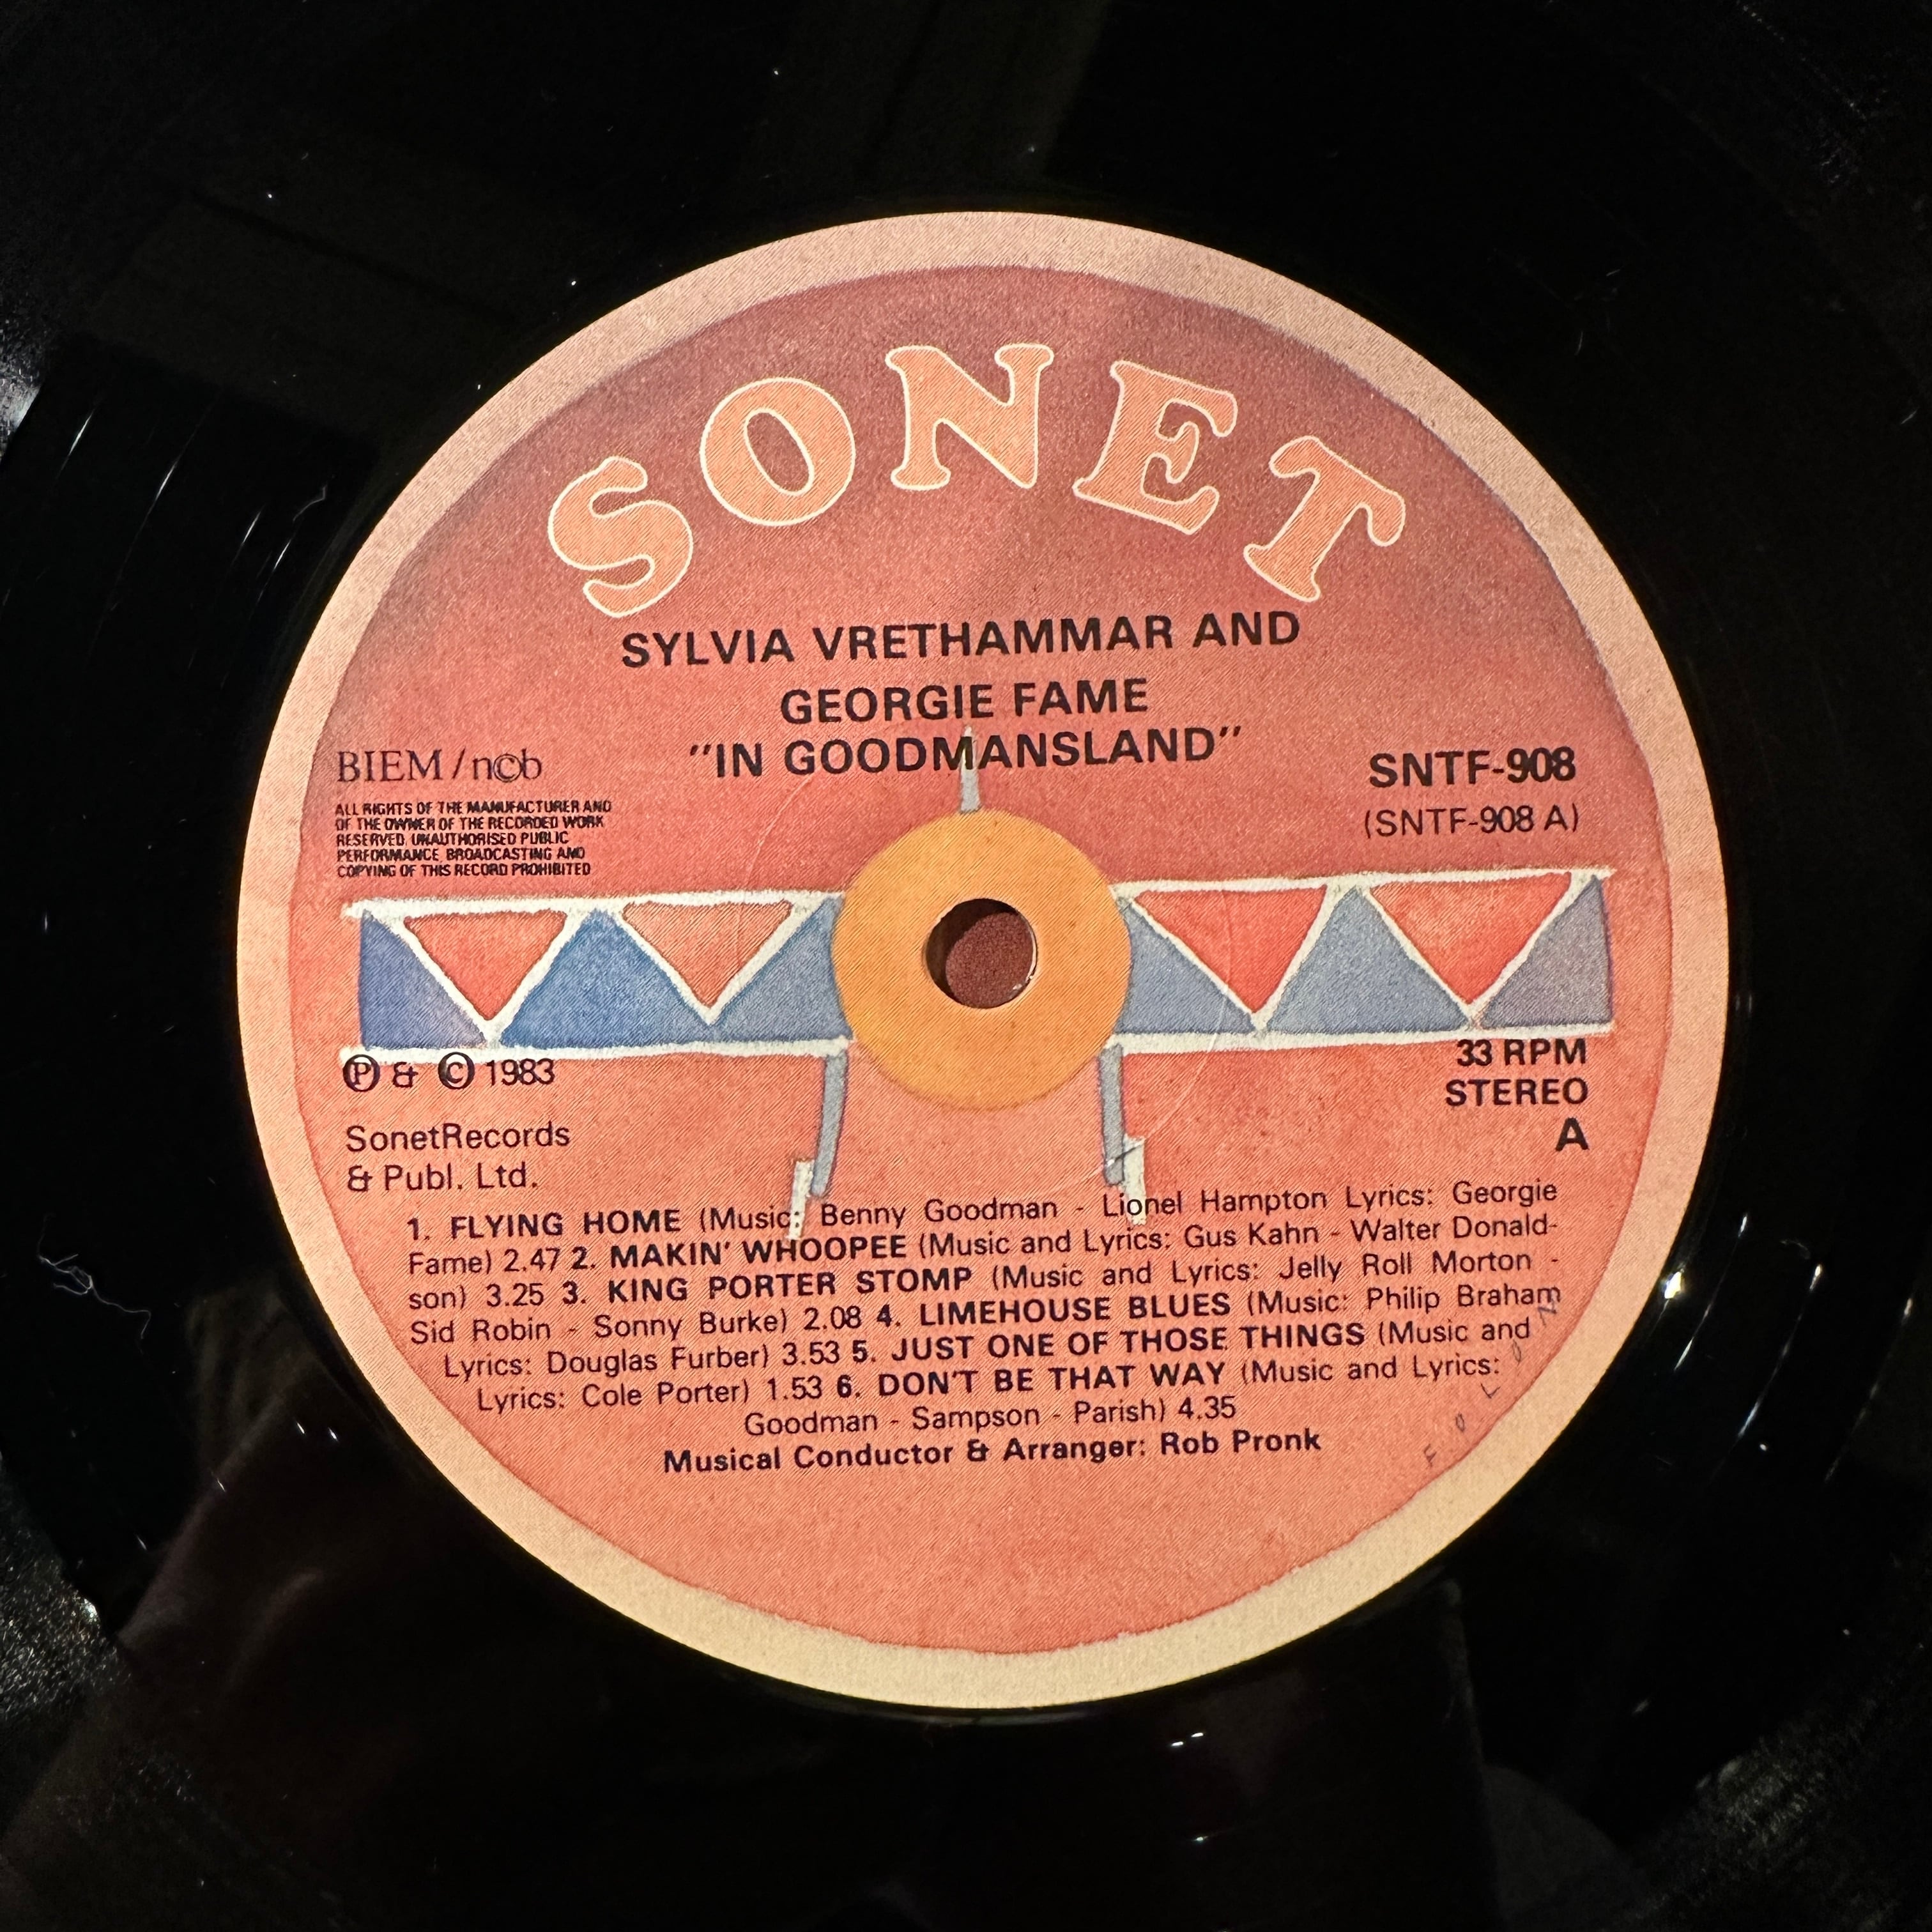 SONET
SYLVIA VRETHAMMAR AND
GEORGIE FAME
"IN GOODMANSLAND"
BIEM/n©b
ALL RIGHTS OF THE MANUFACTURER AND
OF THE OWNER OF THE RECORDED WORK
RESERVED. UNAUTHORISED PUBLIC
PERFORMANCE, BROADCASTING AND
COPYING OF THIS RECORD PROHIBITED
SNTF-908
(SNTF-908 A)
Ⓟ & © 1983
SonetRecords
& Publ. Ltd.
33 RPM
STEREO
A
1. FLYING HOME (Music: Benny Goodman - Lionel Hampton Lyrics: Georgie
Fame) 2.47 2. MAKIN' WHOOPEE (Music and Lyrics: Gus Kahn - Walter Donald-
son) 3.25 3. KING PORTER STOMP (Music and Lyrics: Jelly Roll Morton -
Sid Robin - Sonny Burke) 2.08 4. LIMEHOUSE BLUES (Music: Philip Braham
Lyrics: Douglas Furber) 3.53 5. JUST ONE OF THOSE THINGS (Music and
Lyrics: Cole Porter) 1.53 6. DON'T BE THAT WAY (Music and Lyrics:
Goodman - Sampson - Parish) 4.35
Musical Conductor & Arranger: Rob Pronk